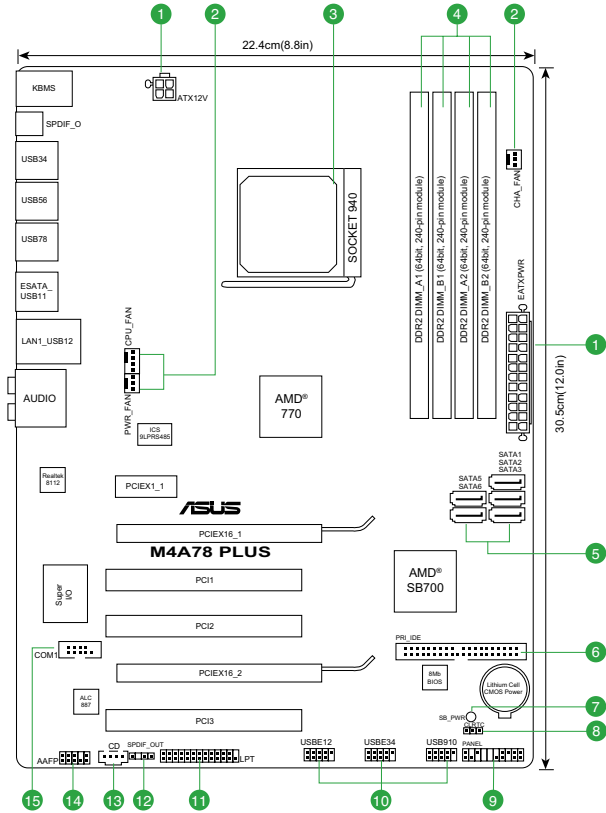 1
2
3
4
2
22.4cm(8.8in)
KBMS
ATX12V
SPDIF_O
USB34
USB56
USB78
ESATA_
USB11
LAN1_USB12
AUDIO
SOCKET 940
DDR2 DIMM_A1 (64bit, 240-pin module)
DDR2 DIMM_B1 (64bit, 240-pin module)
DDR2 DIMM_A2 (64bit, 240-pin module)
DDR2 DIMM_B2 (64bit, 240-pin module)
CHA_FAN
EATXPWR
1
30.5cm(12.0in)
CPU_FAN
PWR_FAN
2
ICS
9LPRS485
AMD®
770
Realtek
8112
PCIEX1_1
SATA1
SATA2
SATA3
SATA5
SATA6
5
ASUS
PCIEX16_1
M4A78 PLUS
AMD®
SB700
PCI1
Super
I/O
PCI2
COM1
15
PRI_IDE
6
PCIEX16_2
8Mb
BIOS
Lithium Cell
CMOS Power
ALC
887
PCI3
SB_PWR
7
CLRTC
8
AAFP
CD
SPDIF_OUT
LPT
USBE12
USBE34
USB910
PANEL
14
13
12
11
10
9